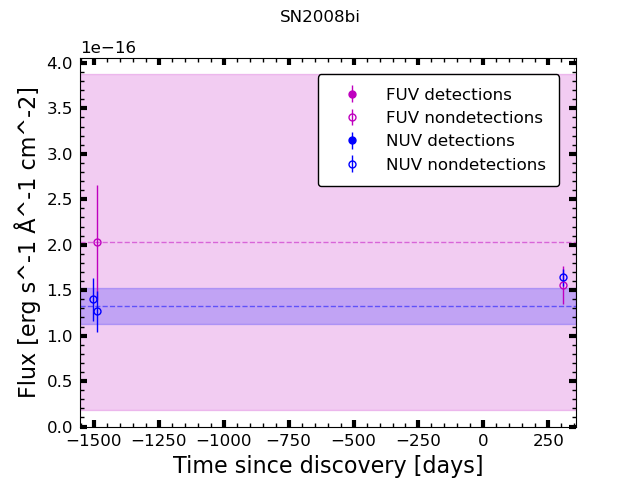 SN2008bi
1e−16
4.0
3.5
3.0
2.5
2.0
1.5
1.0
0.5
0.0
Flux [erg s^-1 Å^-1 cm^-2]
FUV detections
FUV nondetections
NUV detections
NUV nondetections
−1500 −1250 −1000 −750 −500 −250 0 250
Time since discovery [days]